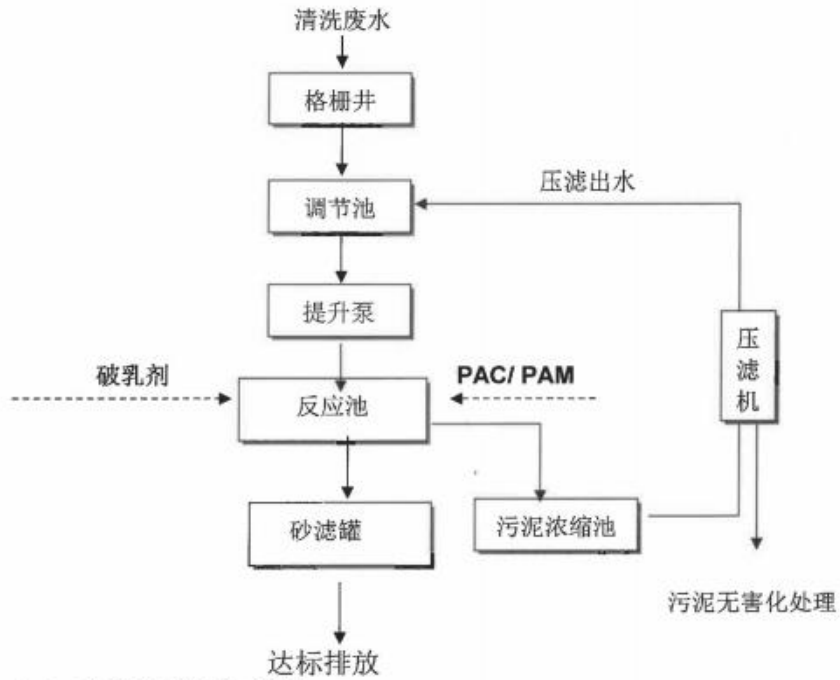 清洗废水
格栅井
调节池
压滤出水
提升泵
压滤机
破乳剂
PAC/ PAM
反应池
砂滤罐
污泥浓缩池
污泥无害化处理
达标排放